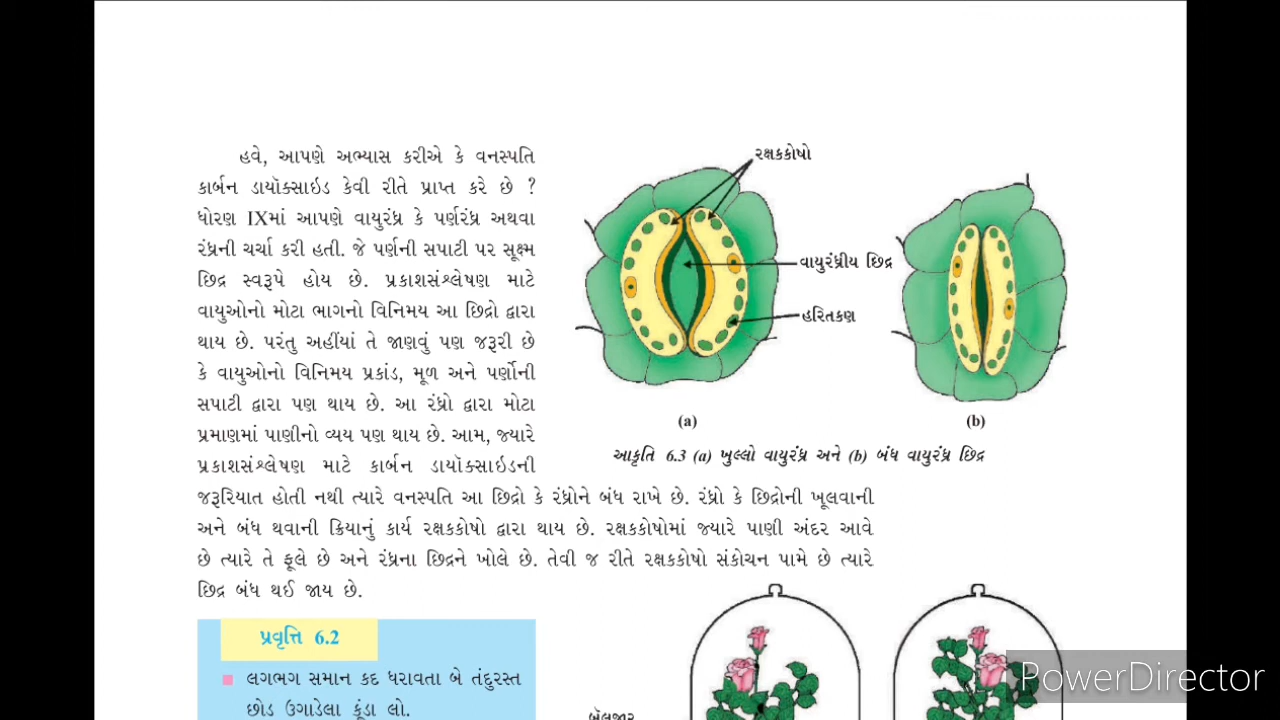 હવે, આપણે અભ્યાસ કરીએ કે વનસ્પતિ
કાર્બન ડાયૉક્સાઇડ કેવી રીતે પ્રાપ્ત કરે છે ?
ધોરણ IXમાં આપણે વાયુરંધ્ર કે પર્ણરંધ્ર અથવા
રંધ્રની ચર્ચા કરી હતી. જે પર્ણની સપાટી પર સૂક્ષ્મ
છિદ્ર સ્વરૂપે હોય છે. પ્રકાશસંશ્લેષણ માટે
વાયુઓનો મોટા ભાગનો વિનિમય આ છિદ્રો દ્વારા
થાય છે. પરંતુ અહીંયાં તે જાણવું પણ જરૂરી છે
કે વાયુઓનો વિનિમય પ્રકાંડ, મૂળ અને પર્ણોની
સપાટી દ્વારા પણ થાય છે. આ રંધ્રો દ્વારા મોટા
પ્રમાણમાં પાણીનો વ્યય પણ થાય છે. આમ, જ્યારે
પ્રકાશસંશ્લેષણ માટે કાર્બન ડાયૉક્સાઇડની
જરૂરિયાત હોતી નથી ત્યારે વનસ્પતિ આ છિદ્રો કે રંધ્રોને બંધ રાખે છે. રંધ્રો કે છિદ્રોની ખૂલવાની
અને બંધ થવાની ક્રિયાનું કાર્ય રક્ષકકોષો દ્વારા થાય છે. રક્ષકકોષોમાં જ્યારે પાણી અંદર આવે
છે ત્યારે તે ફૂલે છે અને રંધ્રના છિદ્રને ખોલે છે. તેવી જ રીતે રક્ષકકોષો સંકોચન પામે છે ત્યારે
છિદ્ર બંધ થઈ જાય છે.
રક્ષકકોષો
વાયુરંધ્રીય છિદ્ર
હરિતકણ
(a)
(b)
આકૃતિ 6.3 (a) ખુલ્લો વાયુરંધ્ર અને (b) બંધ વાયુરંધ્ર છિદ્ર
પ્રવૃત્તિ 6.2
લગભગ સમાન કદ ધરાવતા બે તંદુરસ્ત
છોડ ઉગાડેલા કૂંડા લો.
બૅલજાર
PowerDirector